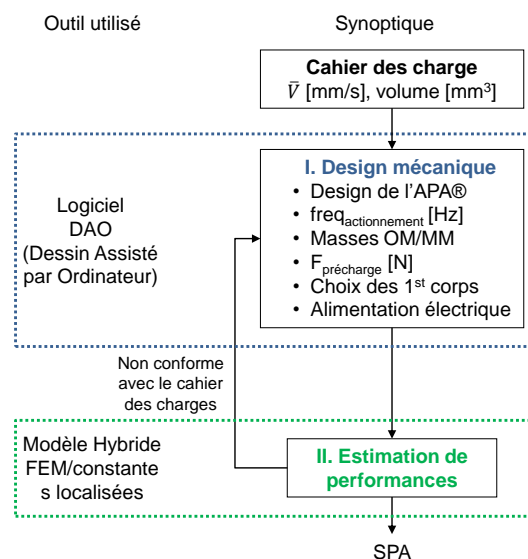 Outil utilisé
Synoptique
Cahier des charge
V̄ [mm/s], volume [mm³]
Logiciel
DAO
(Dessin Assisté
par Ordinateur)
I. Design mécanique
• Design de l'APA®
• freq_actionnement [Hz]
• Masses OM/MM
• F_précharge [N]
• Choix des 1st corps
• Alimentation électrique
Non conforme
avec le cahier
des charges
Modèle Hybride
FEM/constante
s localisées
II. Estimation de
performances
SPA